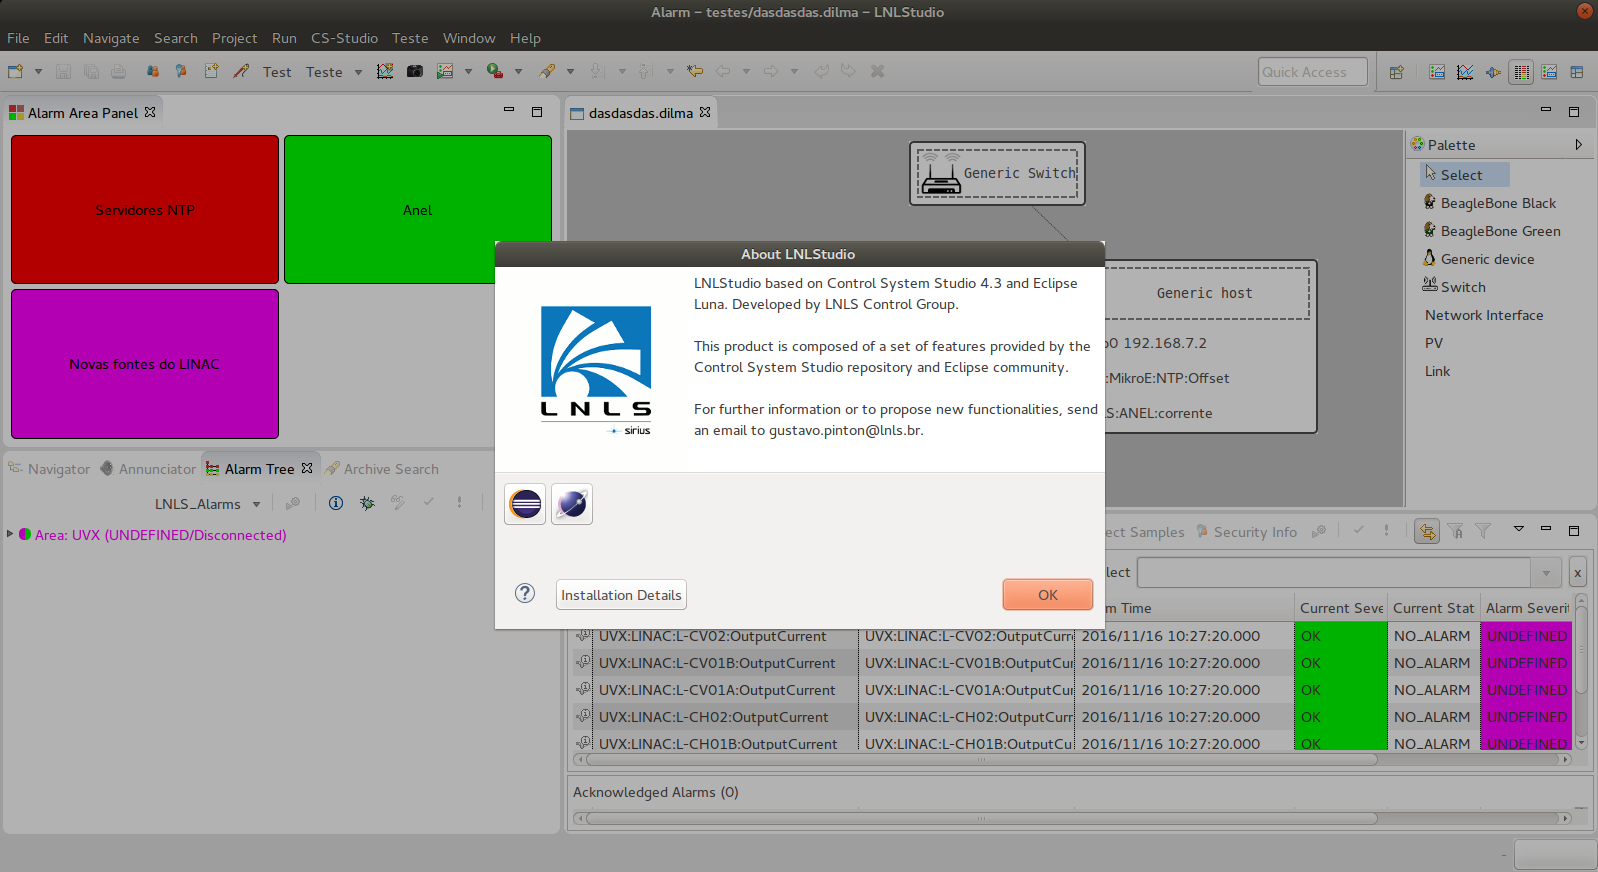 Alarm – testes/dasdasdas.dilma – LNLStudio
File Edit Navigate Search Project Run CS-Studio Teste Window Help
Test Teste Quick Access
Alarm Area Panel
Servidores NTP
Anel
Novas fontes do LINAC
dasdasdas.dilma
Generic Switch
Generic host
192.168.7.2
:MikroE:NTP:Offset
:ANEL:corrente
Palette
Select
BeagleBone Black
BeagleBone Green
Generic device
Switch
Network Interface
PV
Link
About LNLStudio
LNLStudio based on Control System Studio 4.3 and Eclipse
Luna. Developed by LNLS Control Group.
This product is composed of a set of features provided by the
Control System Studio repository and Eclipse community.
For further information or to propose new functionalities, send
an email to gustavo.pinton@lnls.br.
LNLS
sirius
Installation Details
OK
Navigator Annunciator Alarm Tree Archive Search
LNLS_Alarms
Area: UVX (UNDEFINED/Disconnected)
ect Samples Security Info
lect
x
m Time Current Seve Current Stat Alarm Severit
UVX:LINAC:L-CV02:OutputCurrent UVX:LINAC:L-CV02:OutputCurr 2016/11/16 10:27:20.000 OK NO_ALARM UNDEFINED
UVX:LINAC:L-CV01B:OutputCurrent UVX:LINAC:L-CV01B:OutputCu 2016/11/16 10:27:20.000 OK NO_ALARM UNDEFINED
UVX:LINAC:L-CV01A:OutputCurrent UVX:LINAC:L-CV01A:OutputCu 2016/11/16 10:27:20.000 OK NO_ALARM UNDEFINED
UVX:LINAC:L-CH02:OutputCurrent UVX:LINAC:L-CH02:OutputCurr 2016/11/16 10:27:20.000 OK NO_ALARM UNDEFINED
UVX:LINAC:L-CH01B:OutputCurrent UVX:LINAC:L-CH01B:OutputCu 2016/11/16 10:27:20.000 OK NO_ALARM UNDEFINED
Acknowledged Alarms (0)